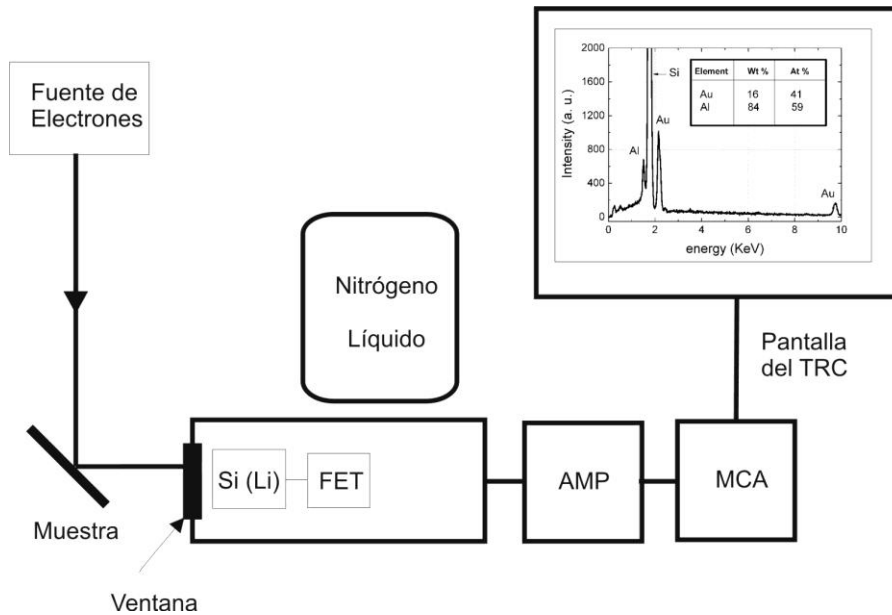 Fuente de
Electrones
Nitrógeno
Líquido
Muestra
Ventana
Si (Li)
FET
AMP
MCA
Pantalla
del TRC
2000
1600
1200
800
400
0
Intensity (a. u.)
0 2 4 6 8 10
energy (KeV)
Al
Si
Au
Au
Element Wt % At %
Au 16 41
Al 84 59